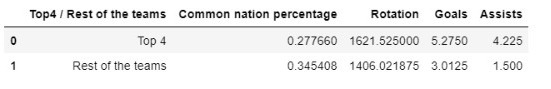 Top4 / Rest of the teams Common nation percentage Rotation Goals Assists
0 Top 4 0.277660 1621.525000 5.2750 4.225
1 Rest of the teams 0.345408 1406.021875 3.0125 1.500